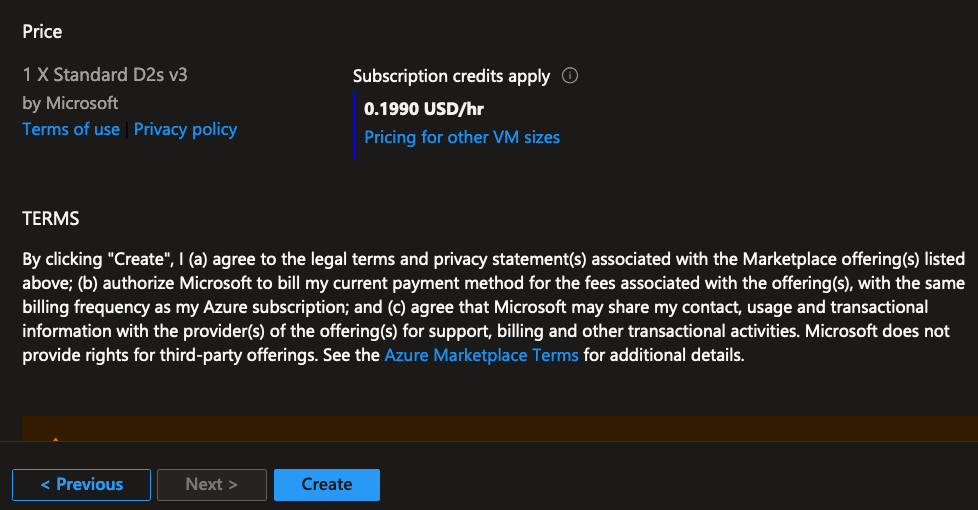 Price
1 X Standard D2s v3
by Microsoft
Terms of use | Privacy policy
Subscription credits apply
0.1990 USD/hr
Pricing for other VM sizes
TERMS
By clicking "Create", I (a) agree to the legal terms and privacy statement(s) associated with the Marketplace offering(s) listed
above; (b) authorize Microsoft to bill my current payment method for the fees associated with the offering(s), with the same
billing frequency as my Azure subscription; and (c) agree that Microsoft may share my contact, usage and transactional
information with the provider(s) of the offering(s) for support, billing and other transactional activities. Microsoft does not
provide rights for third-party offerings. See the Azure Marketplace Terms for additional details.
< Previous
Next >
Create